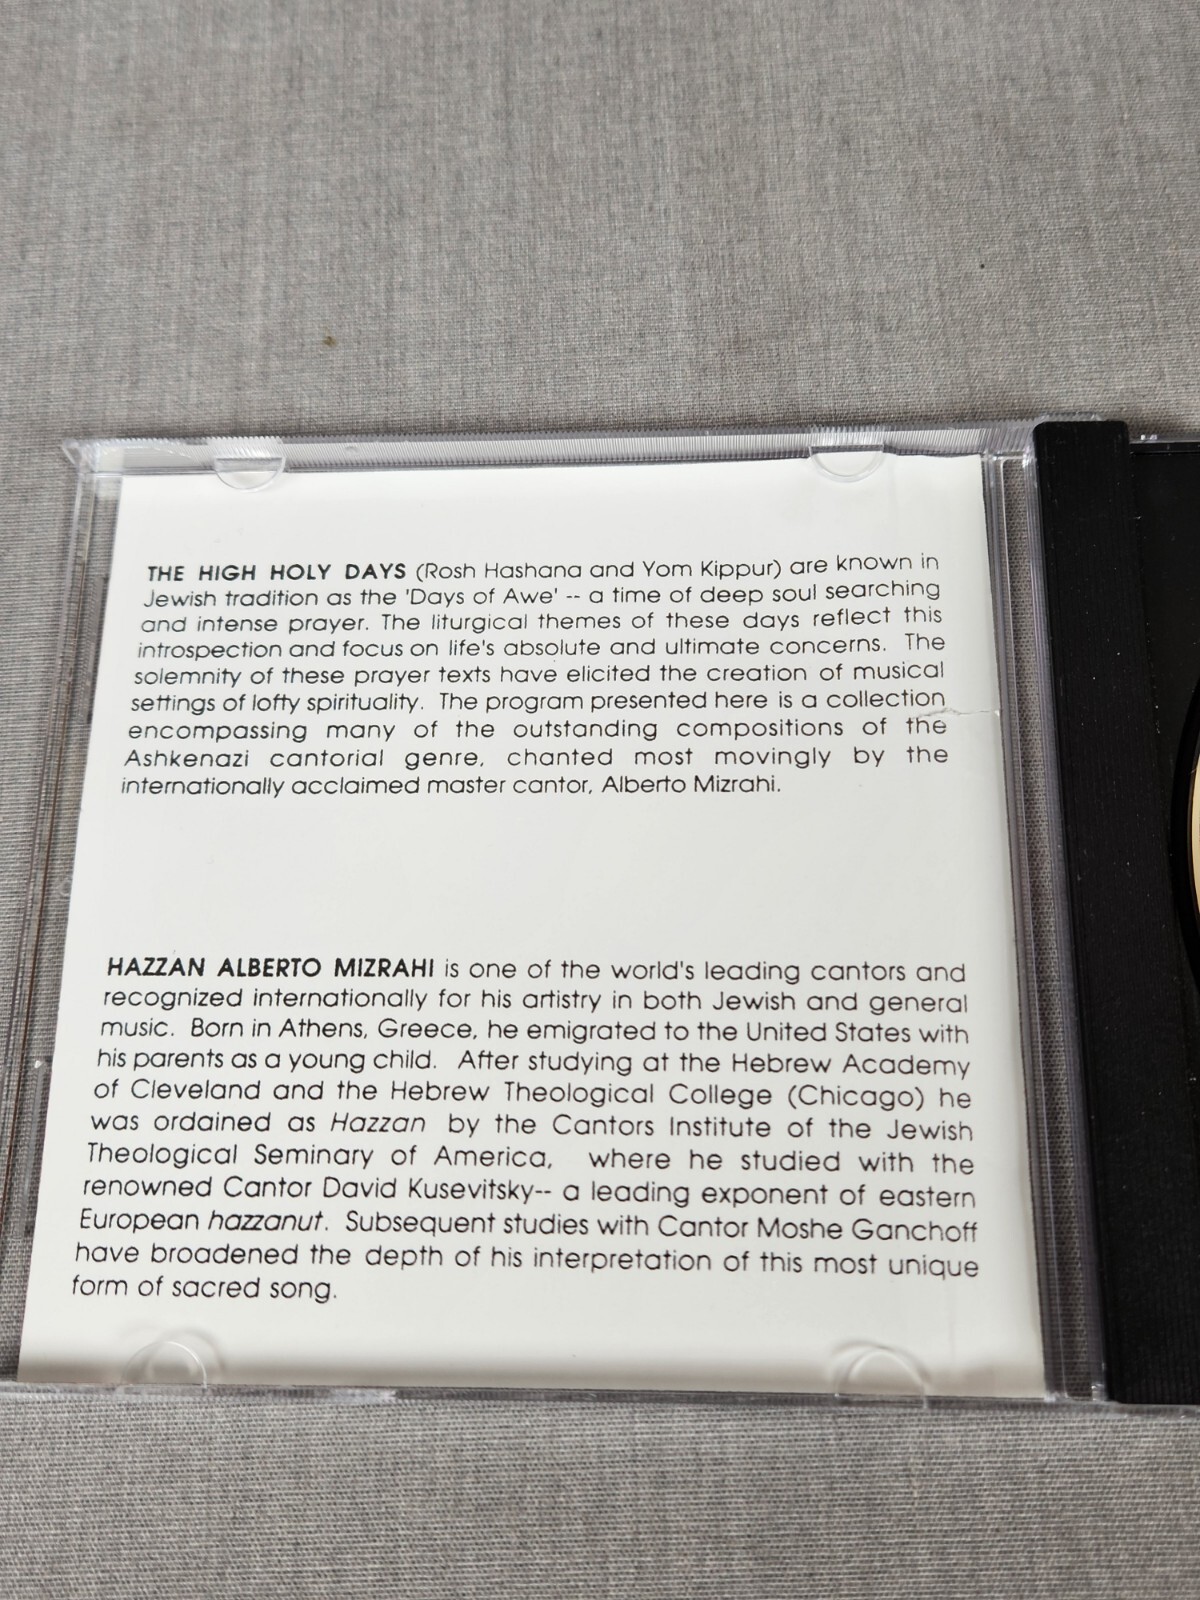 THE HIGH HOLY DAYS (Rosh Hashana and Yom Kippur) are known in
Jewish tradition as the 'Days of Awe' -- a time of deep soul searching
and intense prayer. The liturgical themes of these days reflect this
introspection and focus on life's absolute and ultimate concerns. The
solemnity of these prayer texts have elicited the creation of musical
settings of lofty spirituality. The program presented here is a collection
encompassing many of the outstanding compositions of the
Ashkenazi cantorial genre, chanted most movingly by the
internationally acclaimed master cantor, Alberto Mizrahi.
HAZZAN ALBERTO MIZRAHI is one of the world's leading cantors and
recognized internationally for his artistry in both Jewish and general
music. Born in Athens, Greece, he emigrated to the United States with
his parents as a young child. After studying at the Hebrew Academy
of Cleveland and the Hebrew Theological College (Chicago) he
was ordained as Hazzan by the Cantors Institute of the Jewish
Theological Seminary of America, where he studied with the
renowned Cantor David Kusevitsky-- a leading exponent of eastern
European hazzanut. Subsequent studies with Cantor Moshe Ganchoff
have broadened the depth of his interpretation of this most unique
form of sacred song.